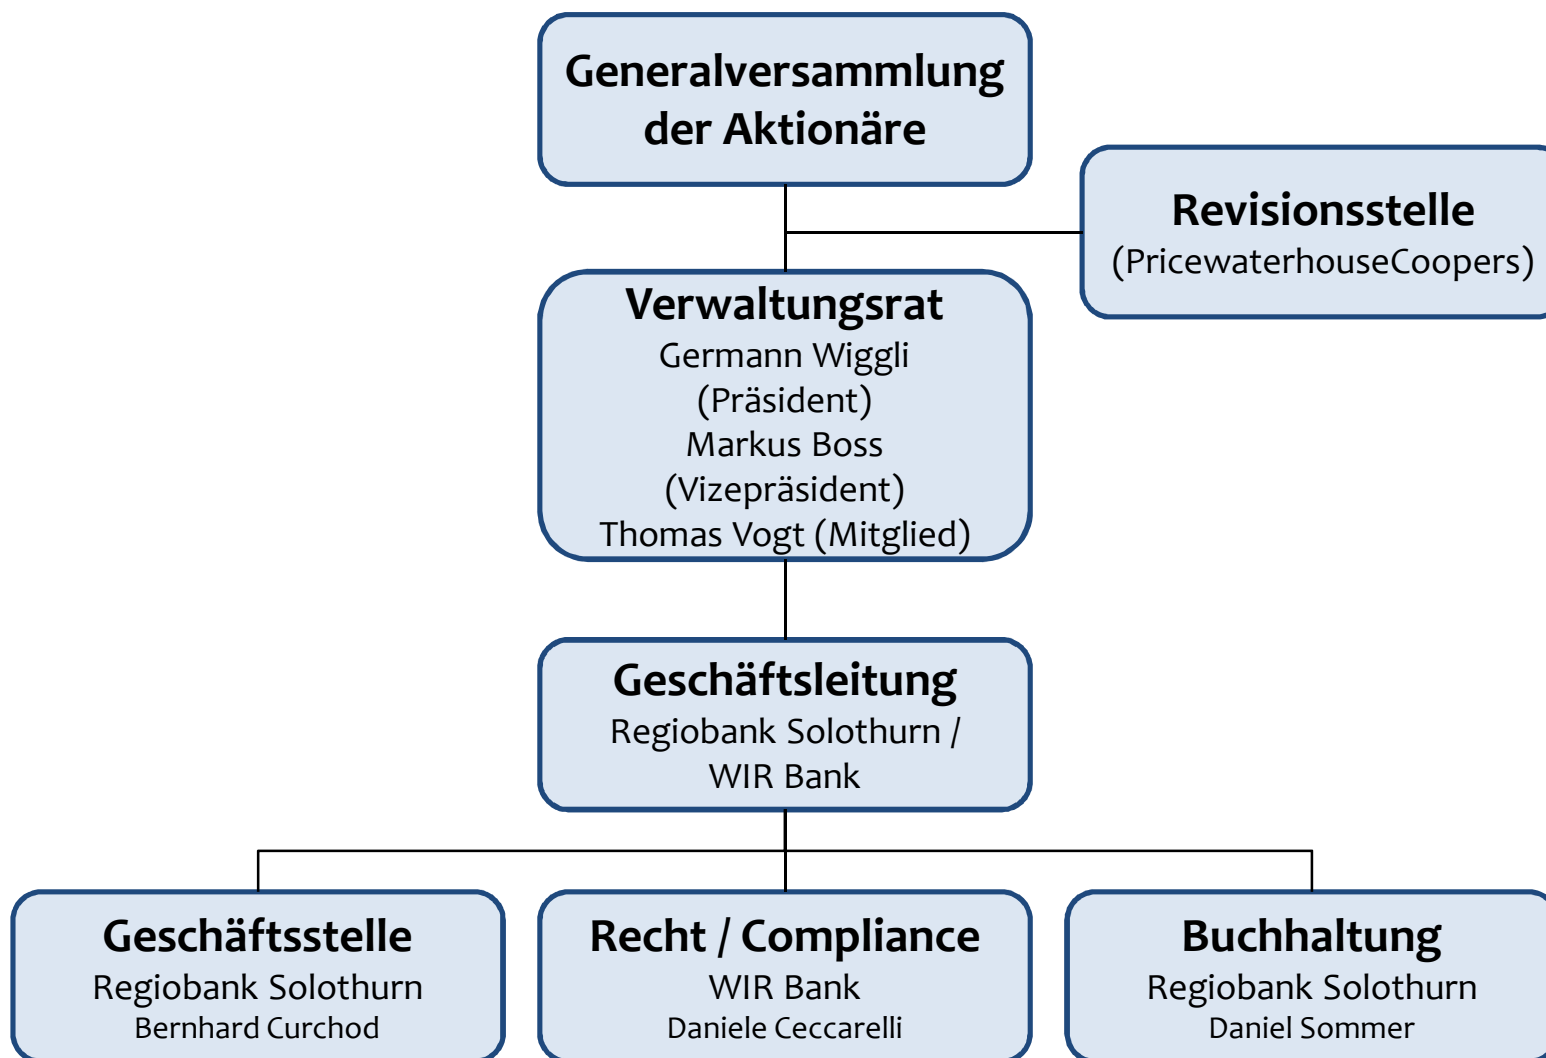 Generalversammlung
der Aktionäre
Revisionsstelle
(PricewaterhouseCoopers)
Verwaltungsrat
Germann Wiggli
(Präsident)
Markus Boss
(Vizepräsident)
Thomas Vogt (Mitglied)
Geschäftsleitung
Regiobank Solothurn /
WIR Bank
Geschäftsstelle
Regiobank Solothurn
Bernhard Curchod
Recht / Compliance
WIR Bank
Daniele Ceccarelli
Buchhaltung
Regiobank Solothurn
Daniel Sommer